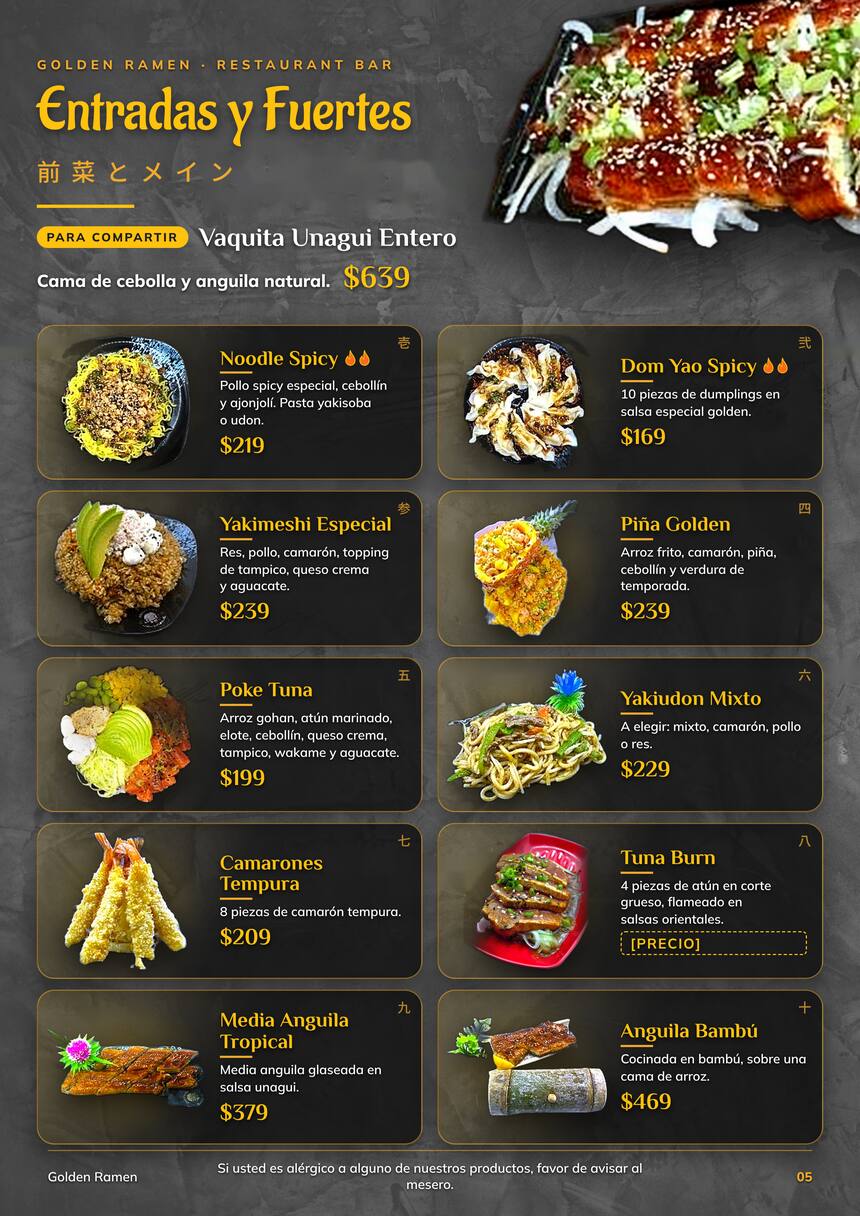 GOLDEN RAMEN · RESTAURANT BAR
Entradas y Fuertes
前菜とメイン
PARA COMPARTIR Vaquita Unagui Entero
Cama de cebolla y anguila natural. $639
壱
Noodle Spicy
Pollo spicy especial, cebollín
y ajonjolí. Pasta yakisoba
o udon.
$219
弐
Dom Yao Spicy
10 piezas de dumplings en
salsa especial golden.
$169
参
Yakimeshi Especial
Res, pollo, camarón, topping
de tampico, queso crema
y aguacate.
$239
四
Piña Golden
Arroz frito, camarón, piña,
cebollín y verdura de
temporada.
$239
五
Poke Tuna
Arroz gohan, atún marinado,
elote, cebollín, queso crema,
tampico, wakame y aguacate.
$199
六
Yakiudon Mixto
A elegir: mixto, camarón, pollo
o res.
$229
七
Camarones
Tempura
8 piezas de camarón tempura.
$209
八
Tuna Burn
4 piezas de atún en corte
grueso, flameado en
salsas orientales.
[PRECIO]
九
Media Anguila
Tropical
Media anguila glaseada en
salsa unagui.
$379
十
Anguila Bambú
Cocinada en bambú, sobre una
cama de arroz.
$469
Golden Ramen
Si usted es alérgico a alguno de nuestros productos, favor de avisar al
mesero.
05